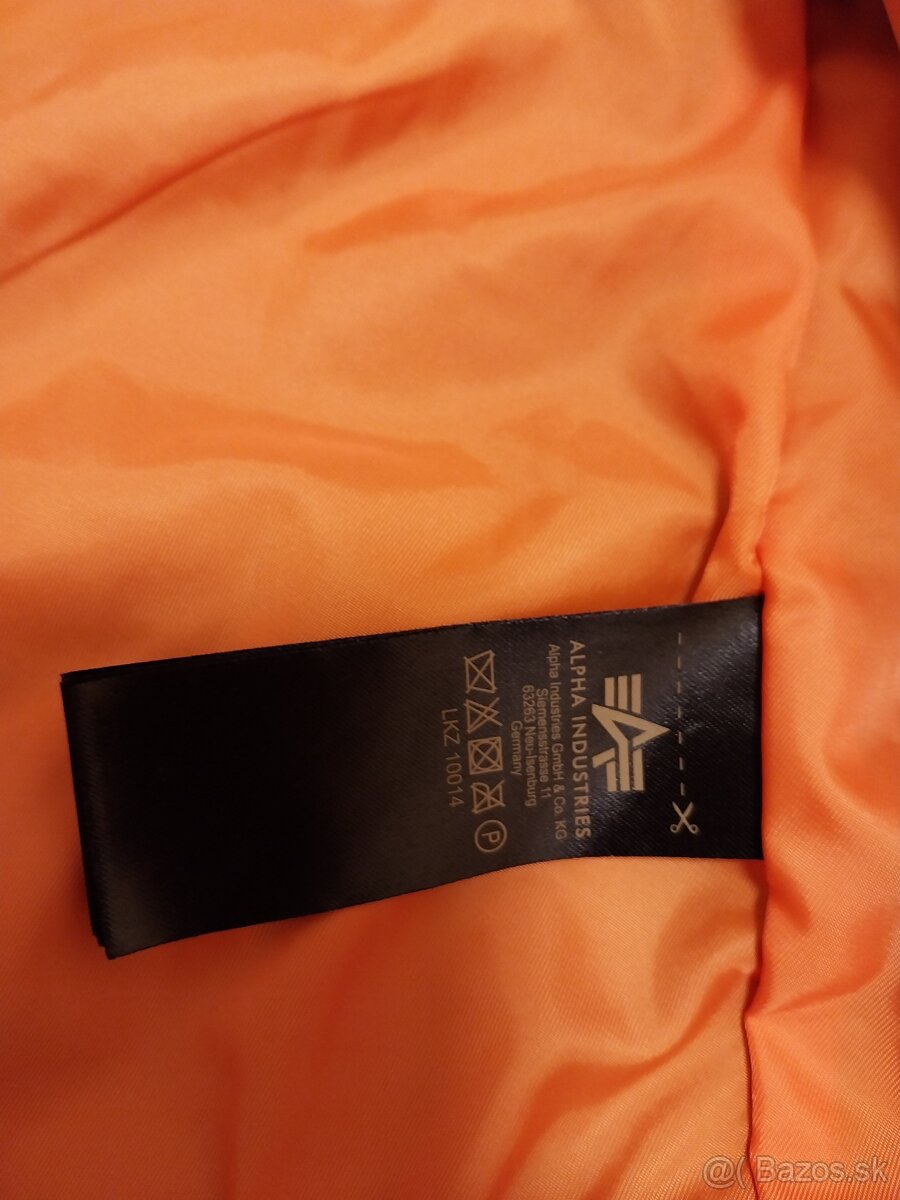 ALPHA INDUSTRIES
Alpha Industries GmbH & Co. KG
Siemensstrasse 11
63263 Neu-Isenburg
Germany
P
LKZ 10014
@( Bazos.sk